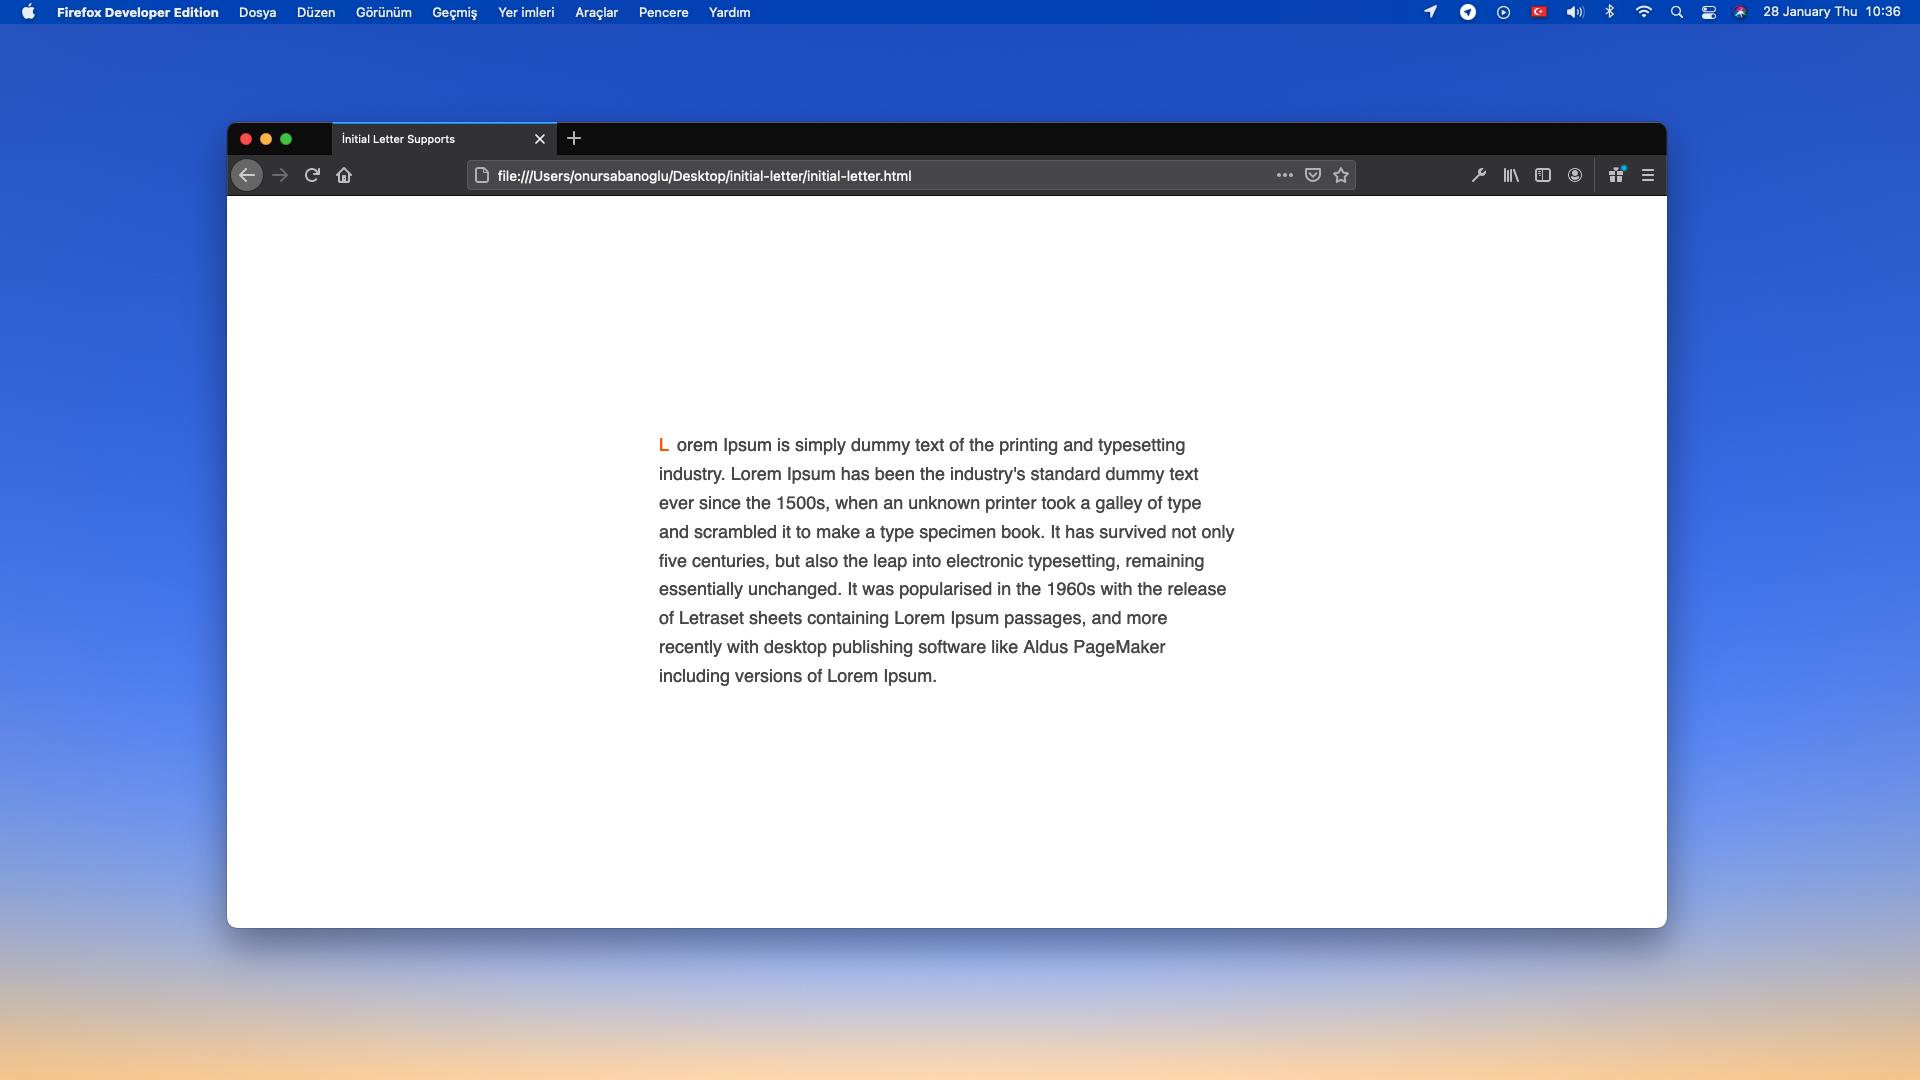 Firefox Developer Edition Dosya Düzen Görünüm Geçmiş Yer imleri Araçlar Pencere Yardım 28 January Thu 10:36
İnitial Letter Supports
file:///Users/onursabanoglu/Desktop/initial-letter/initial-letter.html
L orem Ipsum is simply dummy text of the printing and typesetting
industry. Lorem Ipsum has been the industry's standard dummy text
ever since the 1500s, when an unknown printer took a galley of type
and scrambled it to make a type specimen book. It has survived not only
five centuries, but also the leap into electronic typesetting, remaining
essentially unchanged. It was popularised in the 1960s with the release
of Letraset sheets containing Lorem Ipsum passages, and more
recently with desktop publishing software like Aldus PageMaker
including versions of Lorem Ipsum.